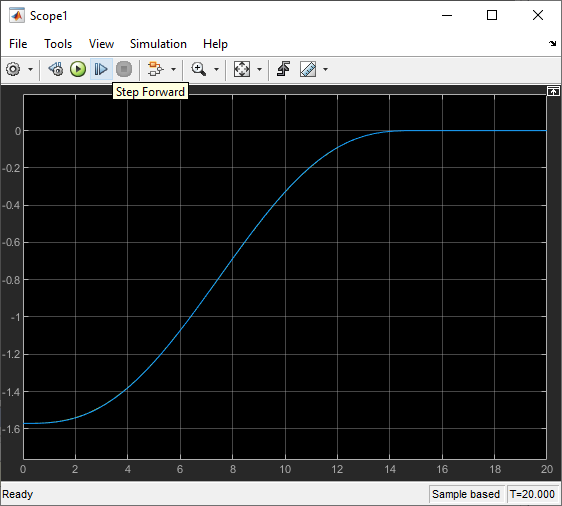 Scope1
File Tools View Simulation Help
Step Forward
0
-0.2
-0.4
-0.6
-0.8
-1
-1.2
-1.4
-1.6
0 2 4 6 8 10 12 14 16 18 20
Ready Sample based T=20.000